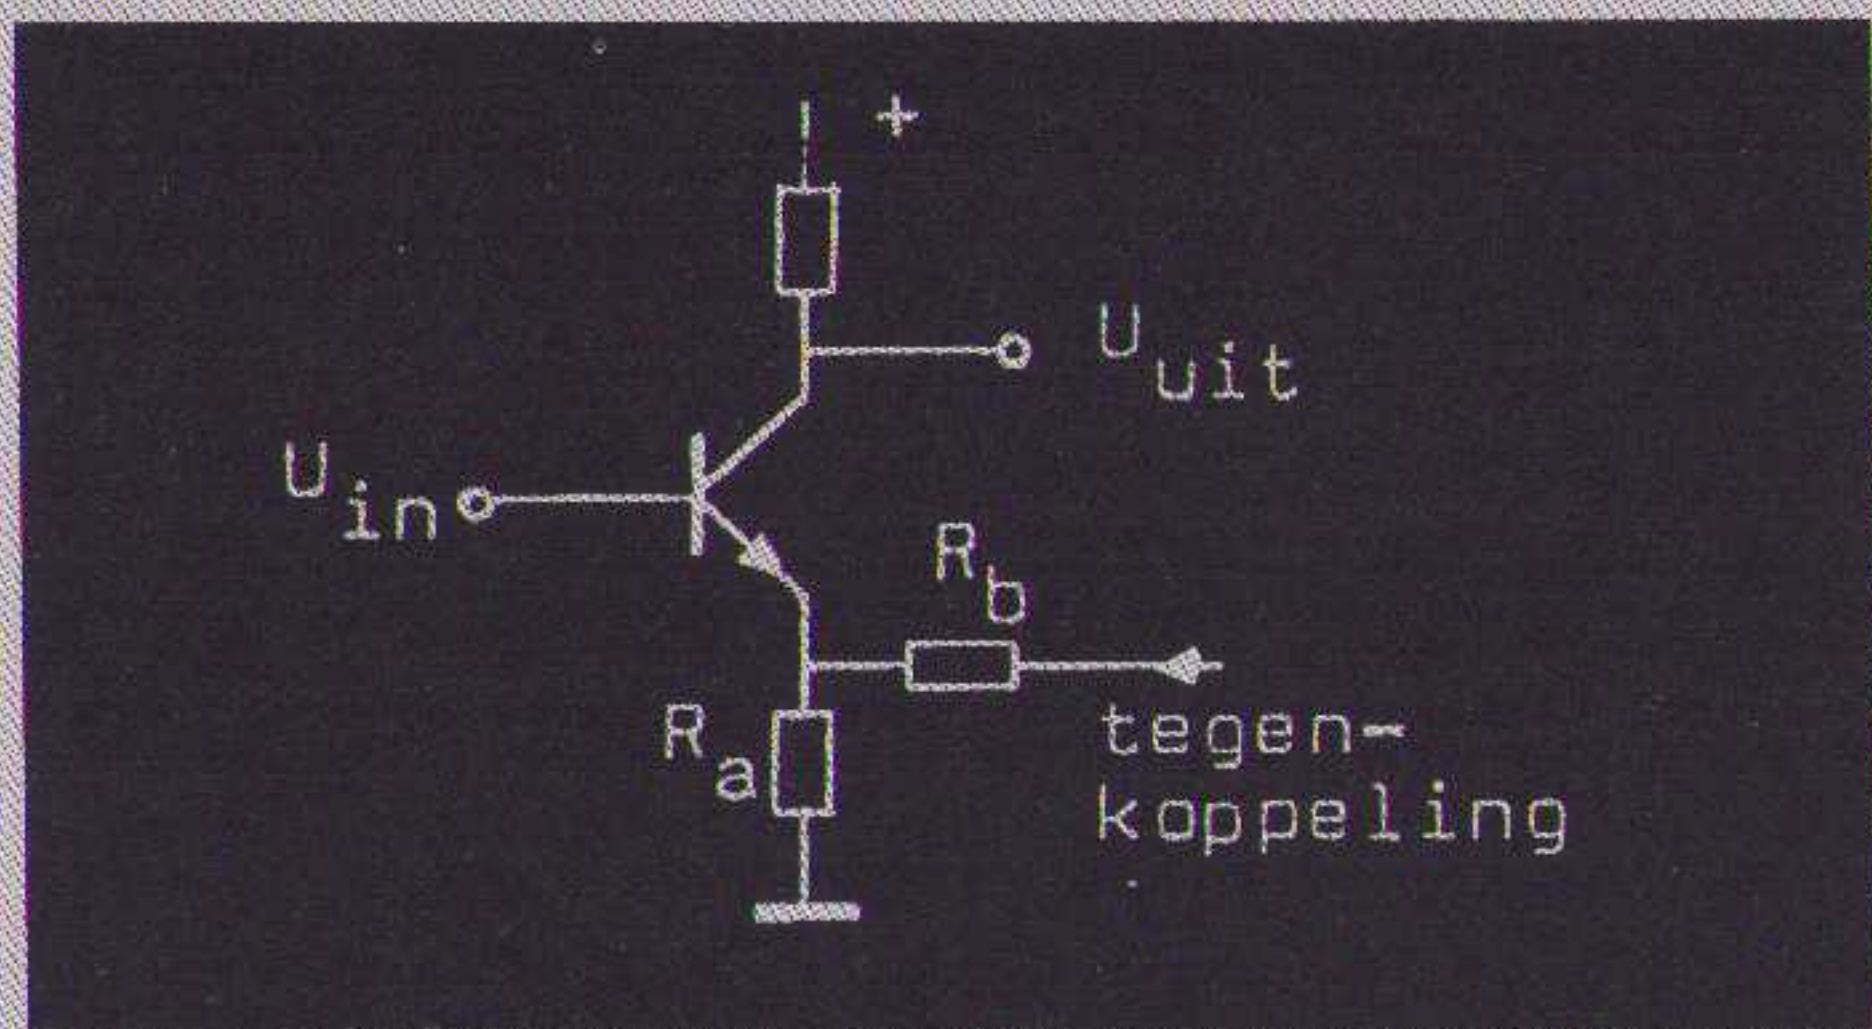 +
U uit
U in
R b
R a
tegen-
koppeling